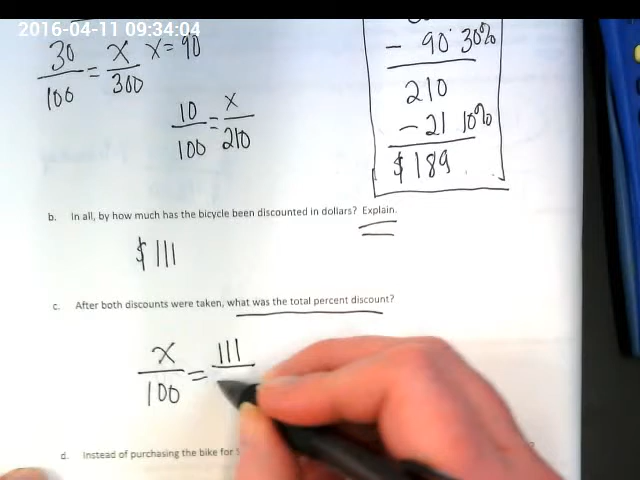 2016-04-11 09:34:04
30/100 = x/300 x = 90
10/100 = x/210
- 90 30%
210
- 21 10%
$ 189
b. In all, by how much has the bicycle been discounted in dollars? Explain.
$ 111
c. After both discounts were taken, what was the total percent discount?
x/100 = 111
d. Instead of purchasing the bike for